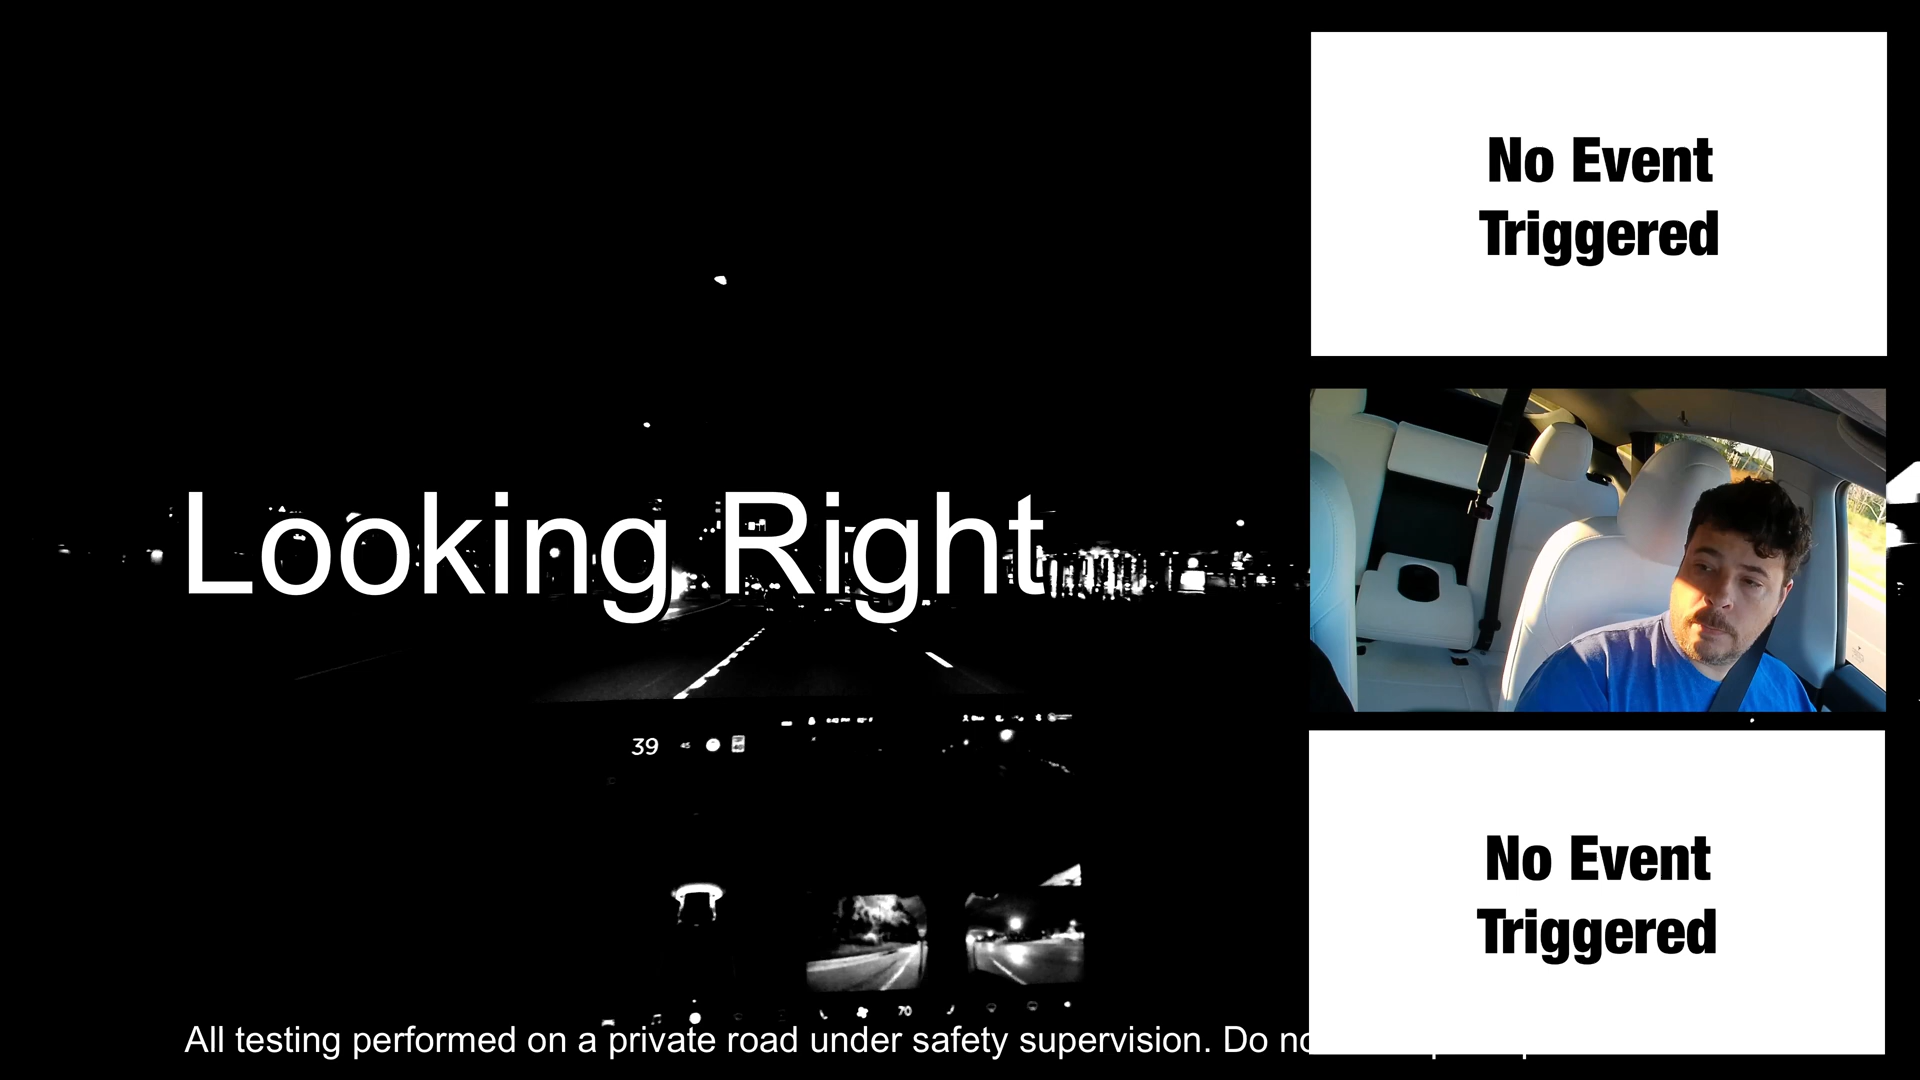 No Event
Triggered
Looking Right
39
45
70
No Event
Triggered
All testing performed on a private road under safety supervision. Do